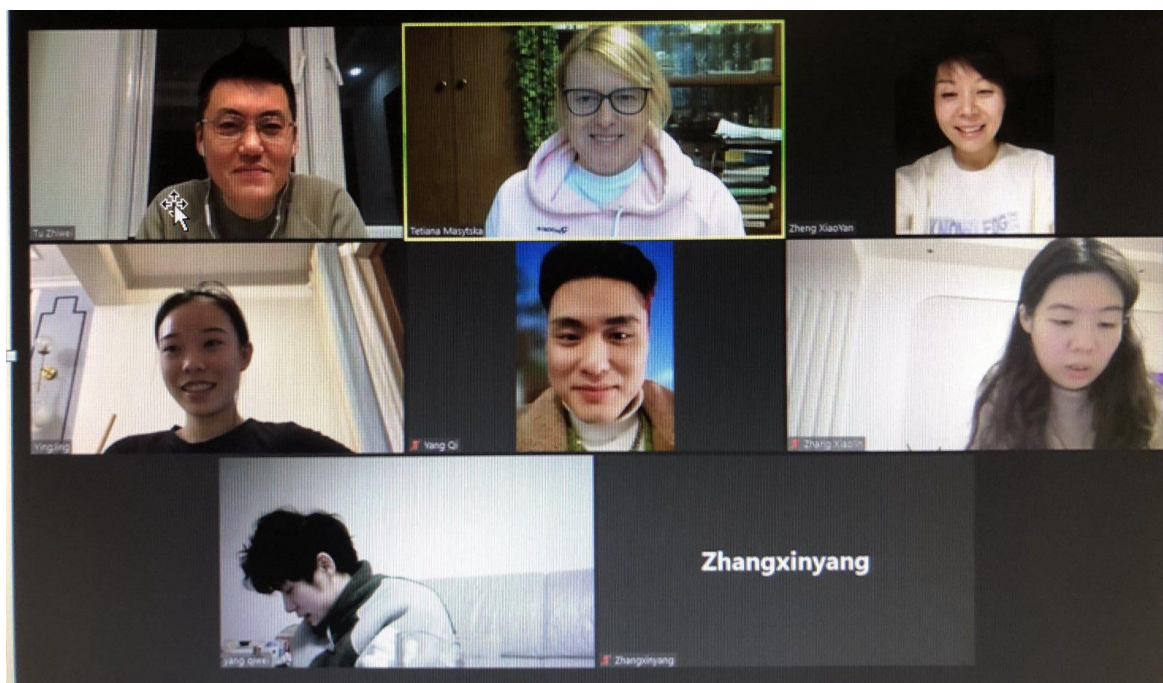 Tu Zhiwei
Tetiana Masytska
Zheng XiaoYan
KNOWLEDGE
YingJing
Yang Qi
Zhang Xiaolin
Zhangxinyang
yang qiwei
Zhangxinyang